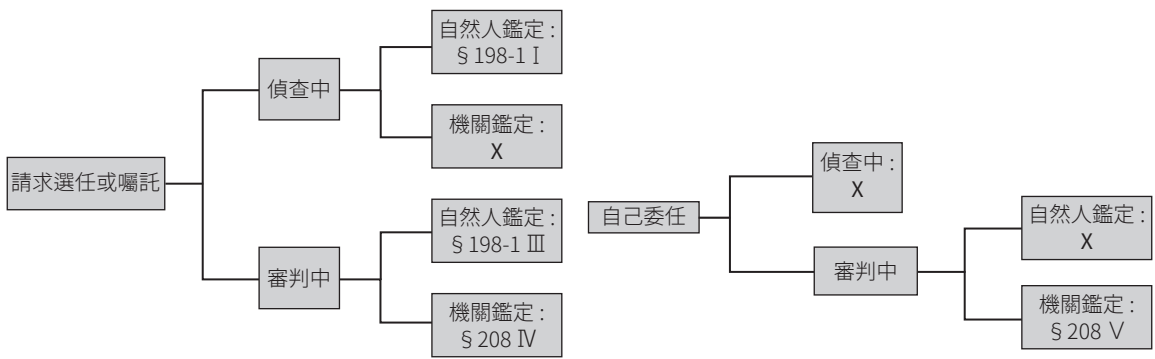 請求選任或囑託
偵查中
自然人鑑定:
§198-1 Ⅰ
機關鑑定:
X
審判中
自然人鑑定:
§198-1 Ⅲ
機關鑑定:
§208 Ⅳ
自己委任
偵查中:
X
審判中
自然人鑑定:
X
機關鑑定:
§208 Ⅴ